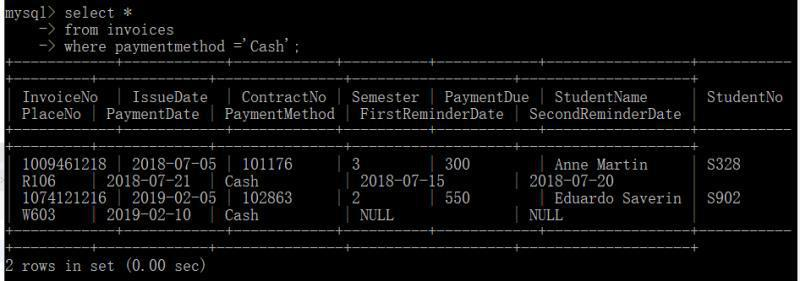 mysql> select *
    -> from invoices
    -> where paymentmethod ='Cash';
+-----------+------------+------------+----------+------------+-----------------+-----------
+---------+-------------+---------------+-------------------+--------------------+
| InvoiceNo | IssueDate | ContractNo | Semester | PaymentDue | StudentName | StudentNo
| PlaceNo | PaymentDate | PaymentMethod | FirstReminderDate | SecondReminderDate |
+-----------+------------+------------+----------+------------+-----------------+-----------
+---------+-------------+---------------+-------------------+--------------------+
| 1009461218 | 2018-07-05 | 101176 | 3 | 300 | Anne Martin | S328
| R106 | 2018-07-21 | Cash | 2018-07-15 | 2018-07-20
| 1074121216 | 2019-02-05 | 102863 | 2 | 550 | Eduardo Saverin | S902
| W603 | 2019-02-10 | Cash | NULL | NULL |
+-----------+------------+------------+----------+------------+-----------------+-----------
+---------+-------------+---------------+-------------------+--------------------+
2 rows in set (0.00 sec)